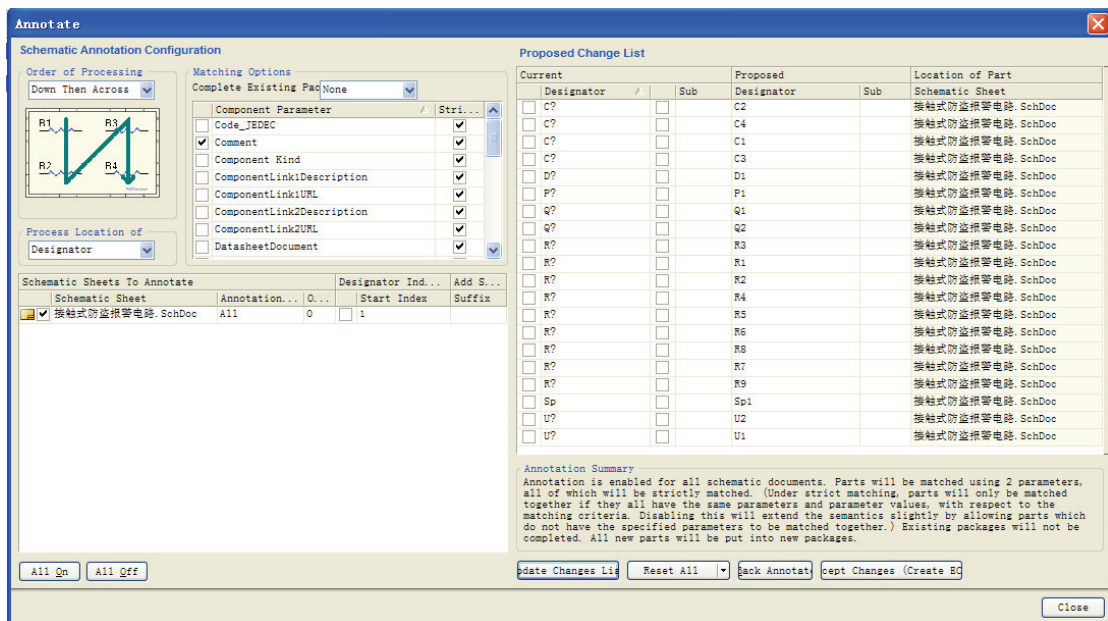 Annotate
Schematic Annotation Configuration
Order of Processing
Down Then Across
R1
R3
R2
R4
Process Location of
Designator
Matching Options
Complete Existing Pac None
Component Parameter Stri...
Code_JEDEC
Comment
Component Kind
ComponentLink1Description
ComponentLink1URL
ComponentLink2Description
ComponentLink2URL
DatasheetDocument
Schematic Sheets To Annotate Designator Ind... Add S...
Schematic Sheet Annotation... O... Start Index Suffix
接触式防盗报警电路.SchDoc All 0 1
All On All Off
Proposed Change List
Current Proposed Location of Part
Designator Sub Designator Sub Schematic Sheet
C? C2 接触式防盗报警电路.SchDoc
C? C4 接触式防盗报警电路.SchDoc
C? C1 接触式防盗报警电路.SchDoc
C? C3 接触式防盗报警电路.SchDoc
D? D1 接触式防盗报警电路.SchDoc
P? P1 接触式防盗报警电路.SchDoc
Q? Q1 接触式防盗报警电路.SchDoc
Q? Q2 接触式防盗报警电路.SchDoc
R? R3 接触式防盗报警电路.SchDoc
R? R1 接触式防盗报警电路.SchDoc
R? R2 接触式防盗报警电路.SchDoc
R? R4 接触式防盗报警电路.SchDoc
R? R5 接触式防盗报警电路.SchDoc
R? R6 接触式防盗报警电路.SchDoc
R? R8 接触式防盗报警电路.SchDoc
R? R7 接触式防盗报警电路.SchDoc
R? R9 接触式防盗报警电路.SchDoc
Sp Sp1 接触式防盗报警电路.SchDoc
U? U2 接触式防盗报警电路.SchDoc
U? U1 接触式防盗报警电路.SchDoc
Annotation Summary
Annotation is enabled for all schematic documents. Parts will be matched using 2 parameters,
all of which will be strictly matched. (Under strict matching, parts will only be matched
together if they all have the same parameters and parameter values, with respect to the
matching criteria. Disabling this will extend the semantics slightly by allowing parts which
do not have the specified parameters to be matched together.) Existing packages will not be
completed. All new parts will be put into new packages.
pdate Changes Lis Reset All Back Annotat cept Changes (Create EC
Close